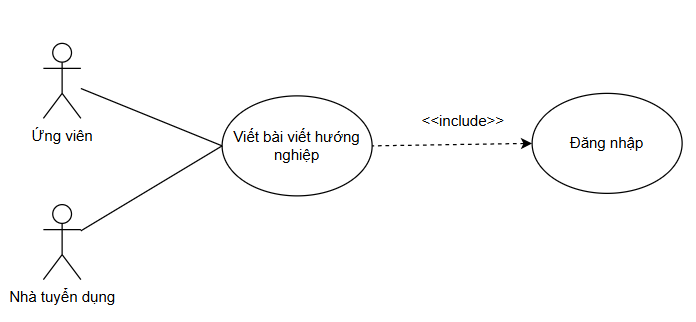 Ứng viên
Viết bài viết hướng
nghiệp
<<include>>
Đăng nhập
Nhà tuyển dụng